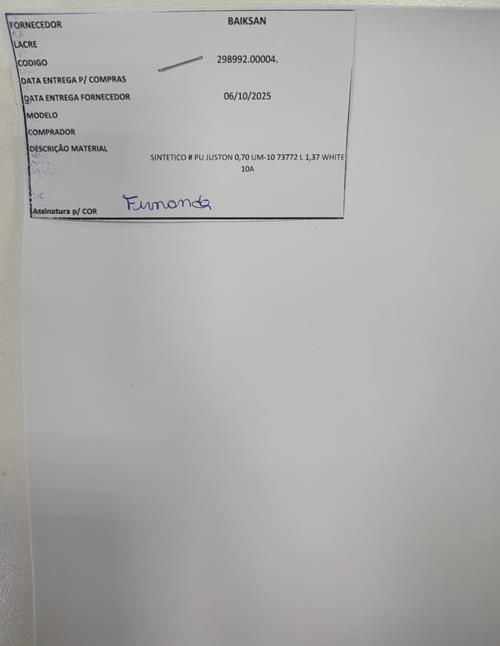 FORNECEDOR BAIKSAN
LACRE
CODIGO 298992.00004.
DATA ENTREGA P/ COMPRAS
DATA ENTREGA FORNECEDOR 06/10/2025
MODELO
COMPRADOR
DESCRIÇÃO MATERIAL
SINTETICO # PU JUSTON 0,70 UM-10 73772 L 1,37 WHITE
10A
Assinatura p/ COR Fernanda